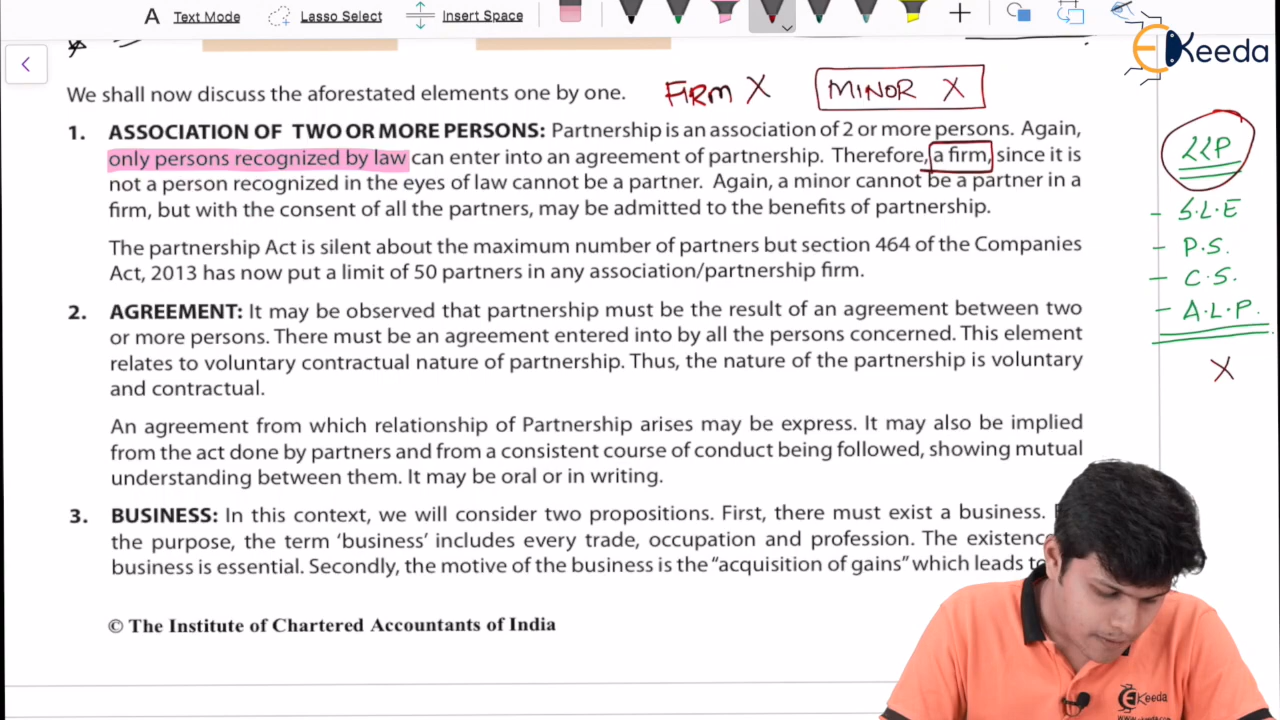 A Text Mode Lasso Select Insert Space
EKeeda
We shall now discuss the aforestated elements one by one. FIRM X MINOR X
1. ASSOCIATION OF TWO OR MORE PERSONS: Partnership is an association of 2 or more persons. Again,
only persons recognized by law can enter into an agreement of partnership. Therefore, a firm, since it is
not a person recognized in the eyes of law cannot be a partner. Again, a minor cannot be a partner in a
firm, but with the consent of all the partners, may be admitted to the benefits of partnership.
The partnership Act is silent about the maximum number of partners but section 464 of the Companies
Act, 2013 has now put a limit of 50 partners in any association/partnership firm.
LLP
- S.L.E
- P.S.
- C.S.
- A.L.P.
X
2. AGREEMENT: It may be observed that partnership must be the result of an agreement between two
or more persons. There must be an agreement entered into by all the persons concerned. This element
relates to voluntary contractual nature of partnership. Thus, the nature of the partnership is voluntary
and contractual.
An agreement from which relationship of Partnership arises may be express. It may also be implied
from the act done by partners and from a consistent course of conduct being followed, showing mutual
understanding between them. It may be oral or in writing.
3. BUSINESS: In this context, we will consider two propositions. First, there must exist a business.
the purpose, the term ‘business’ includes every trade, occupation and profession. The existence
business is essential. Secondly, the motive of the business is the “acquisition of gains” which leads to
© The Institute of Chartered Accountants of India
EKeeda